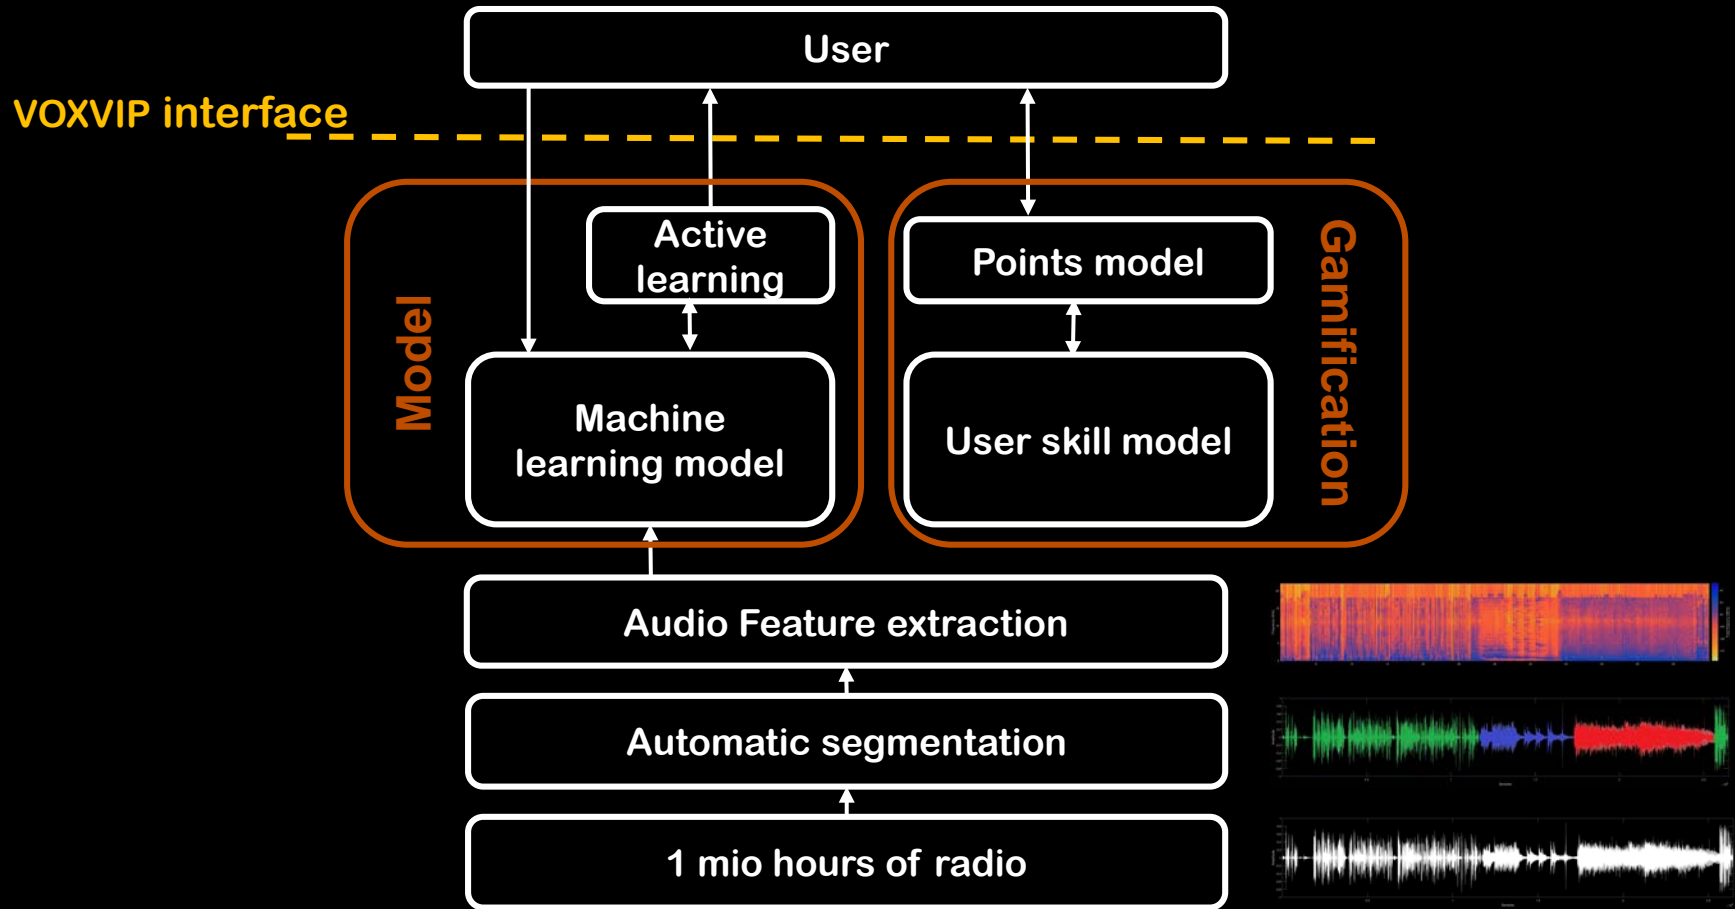 User
VOXVIP interface
Active
learning
Points model
Model
Gamification
Machine
learning model
User skill model
Audio Feature extraction
Automatic segmentation
1 mio hours of radio